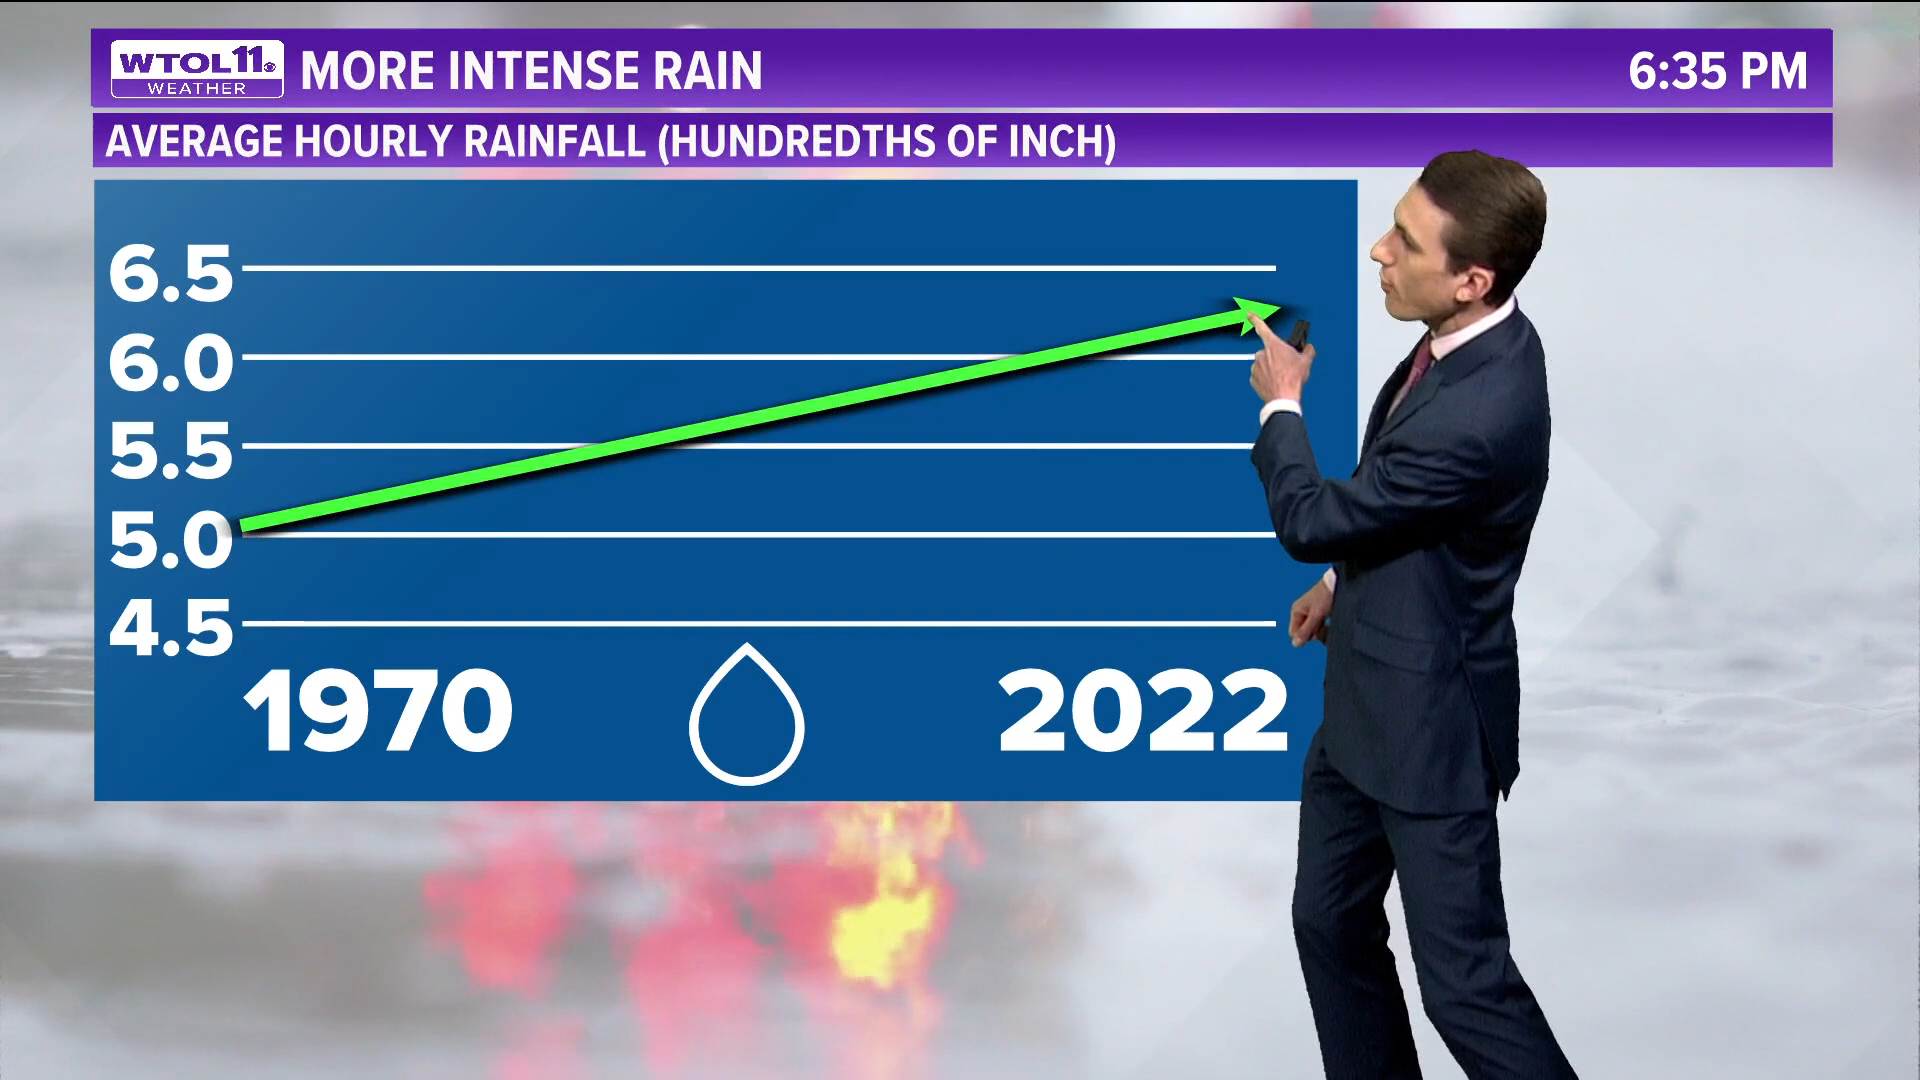 WTOL11
WEATHER
MORE INTENSE RAIN
6:35 PM
AVERAGE HOURLY RAINFALL (HUNDREDTHS OF INCH)
6.5
6.0
5.5
5.0
4.5
1970
2022